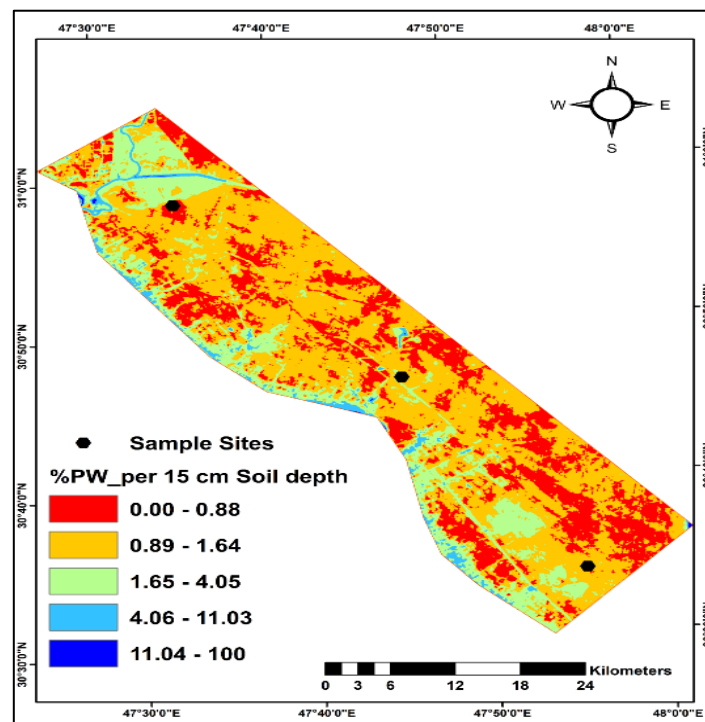 47°30'0"E 47°40'0"E 47°50'0"E 48°0'0"E
N
W E
S
31°0'0"N
30°50'0"N
30°40'0"N
30°30'0"N
Sample Sites
%PW_per 15 cm Soil depth
0.00 - 0.88
0.89 - 1.64
1.65 - 4.05
4.06 - 11.03
11.04 - 100
Kilometers
0 3 6 12 18 24
47°30'0"E 47°40'0"E 47°50'0"E 48°0'0"E